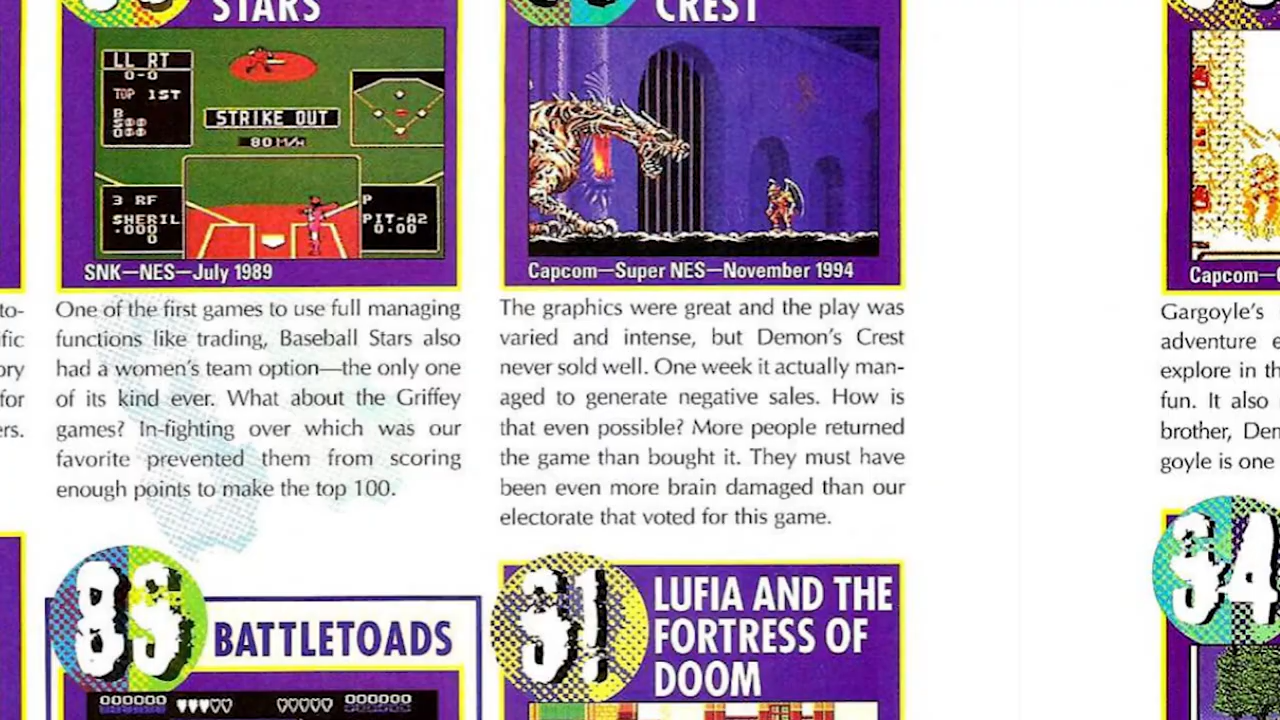 STARS
LL RT
0-0
TOP 1ST
B
S
O
STRIKE OUT
80 M/H
3 RF
SHERIL
.000
0
P
PIT-A2
0.00
SNK—NES—July 1989
One of the first games to use full managing
functions like trading, Baseball Stars also
had a women's team option—the only one
of its kind ever. What about the Griffey
games? In-fighting over which was our
favorite prevented them from scoring
enough points to make the top 100.
85
BATTLETOADS
000000
000000
CREST
Capcom—Super NES—November 1994
The graphics were great and the play was
varied and intense, but Demon's Crest
never sold well. One week it actually man-
aged to generate negative sales. How is
that even possible? More people returned
the game than bought it. They must have
been even more brain damaged than our
electorate that voted for this game.
LUFIA AND THE
FORTRESS OF
DOOM
to-
fic
ory
for
ers.
Capcom—
Gargoyle's
adventure
explore in th
fun. It also
brother, Den
goyle is one